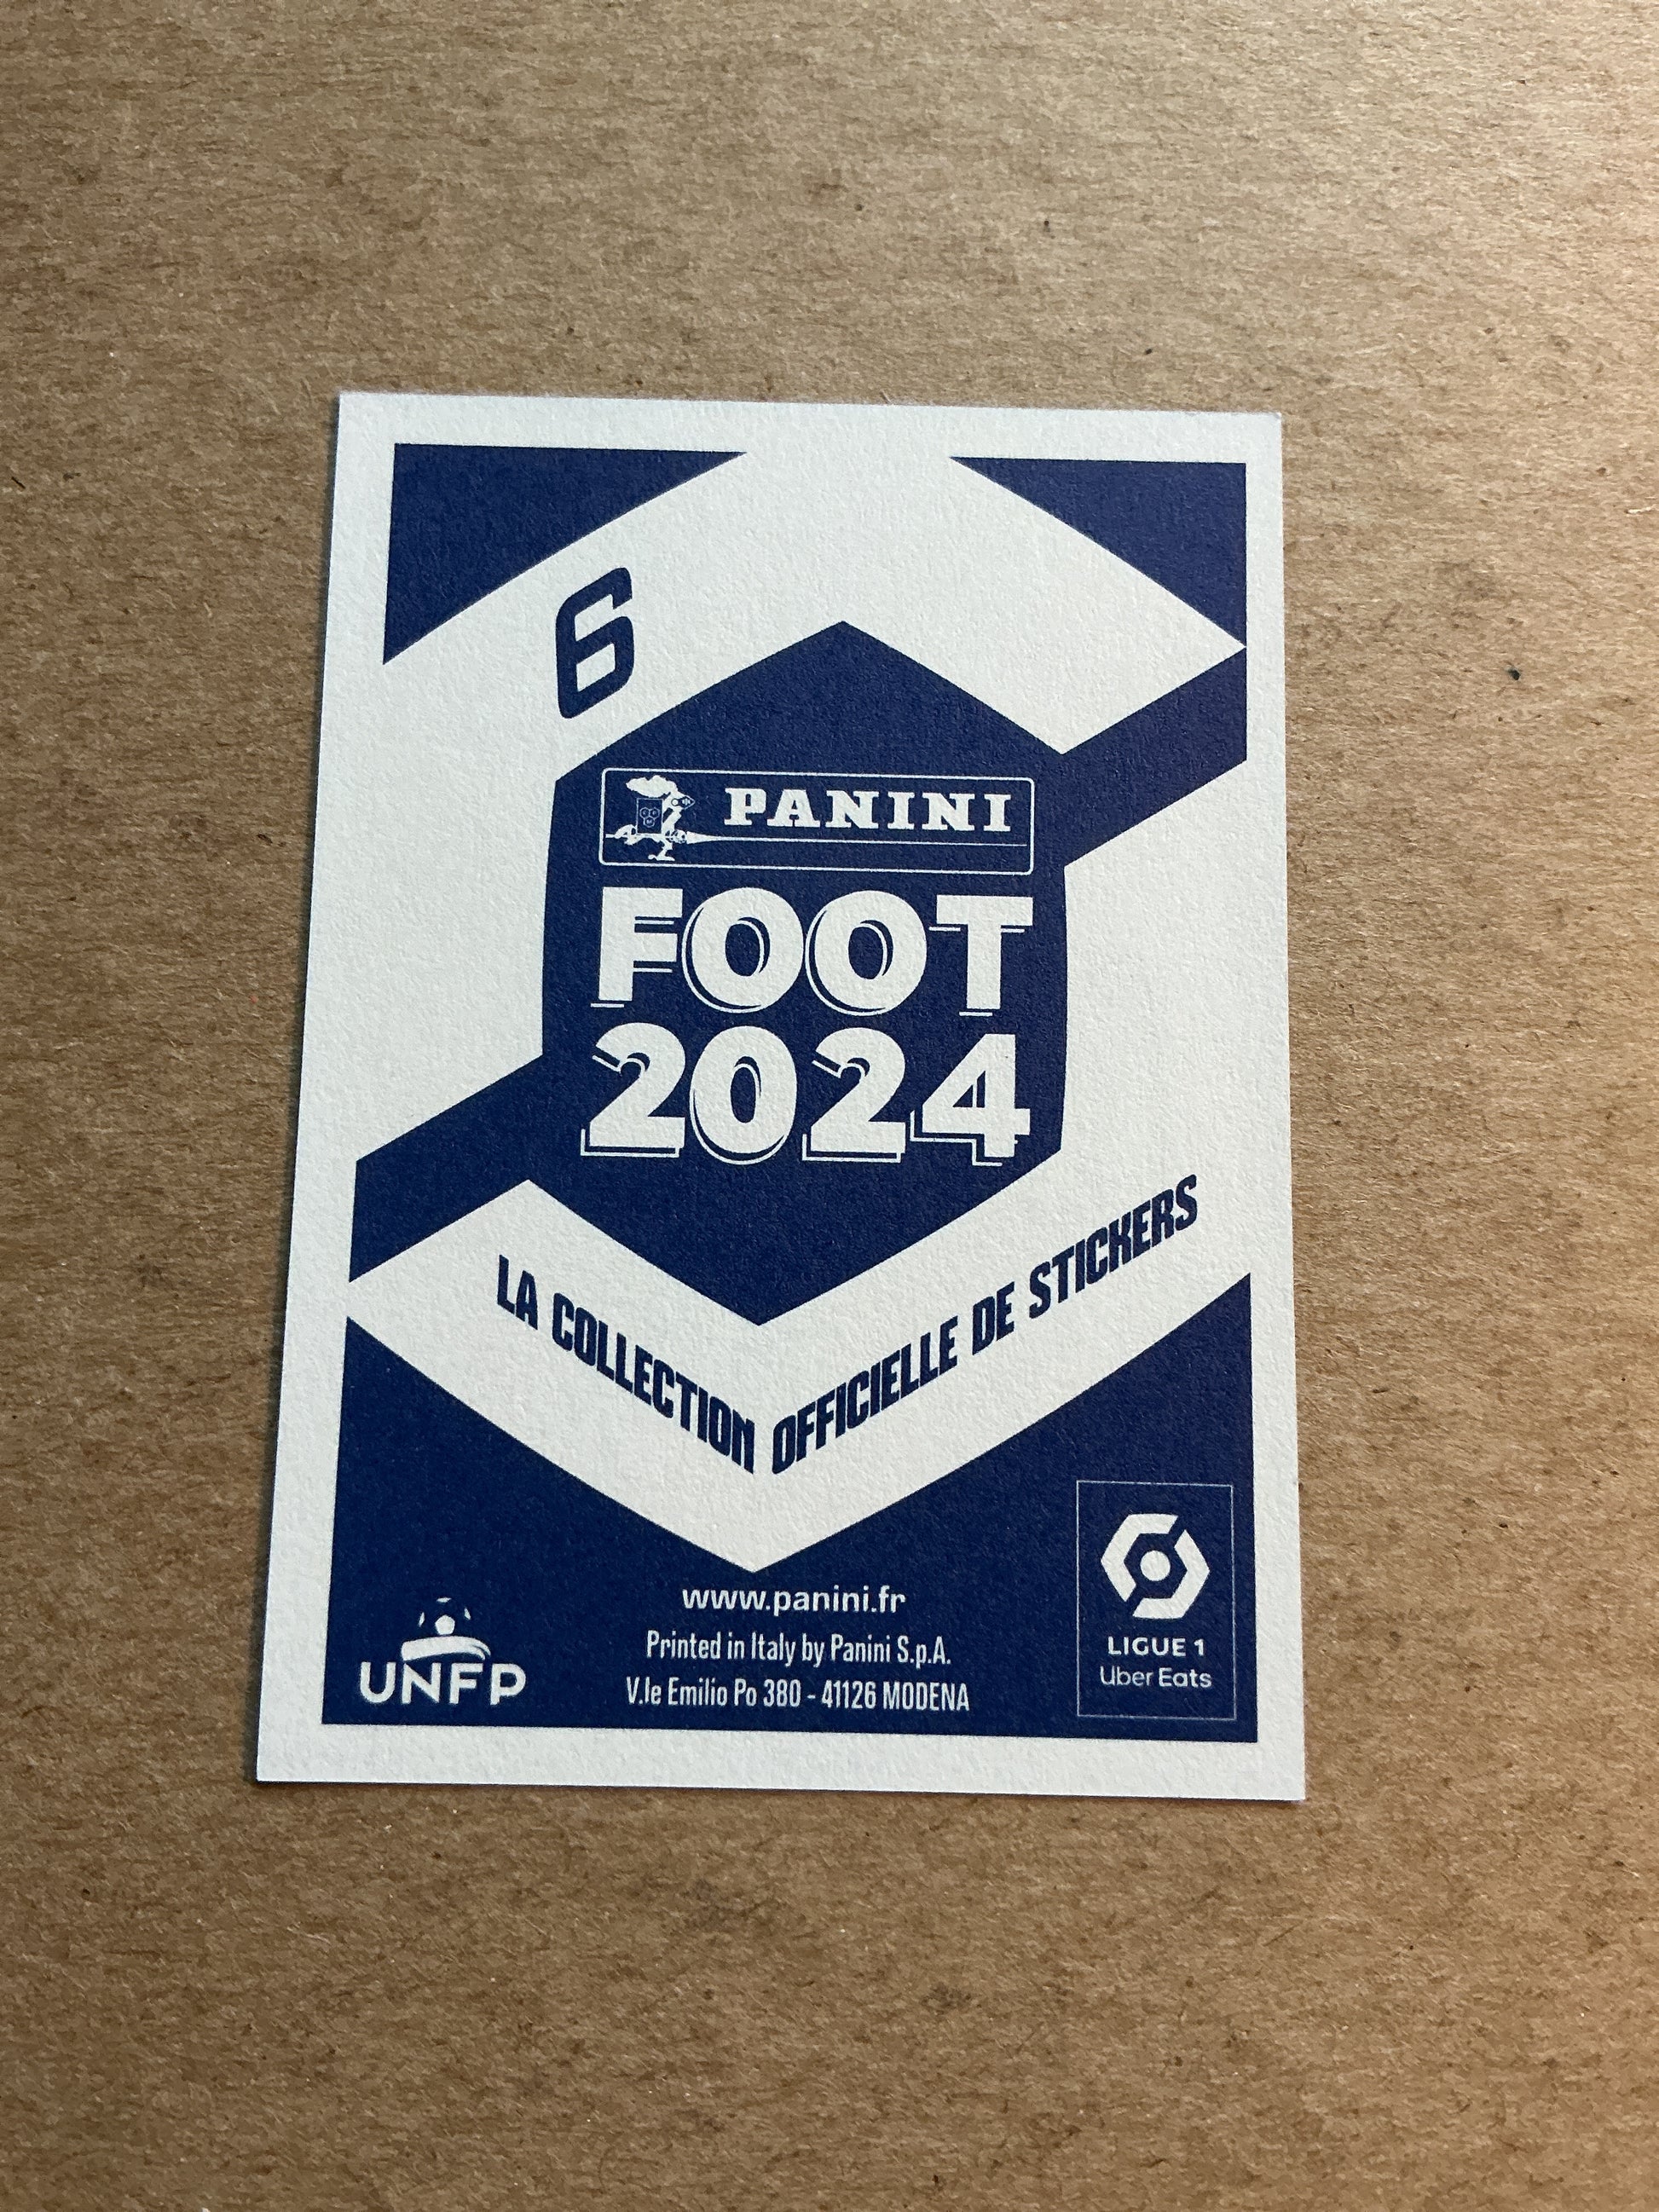 6
PANINI
FOOT
2024
LA COLLECTION OFFICIELLE DE STICKERS
www.panini.fr
Printed in Italy by Panini S.p.A.
V.le Emilio Po 380 - 41126 MODENA
UNFP
LIGUE 1
Uber Eats